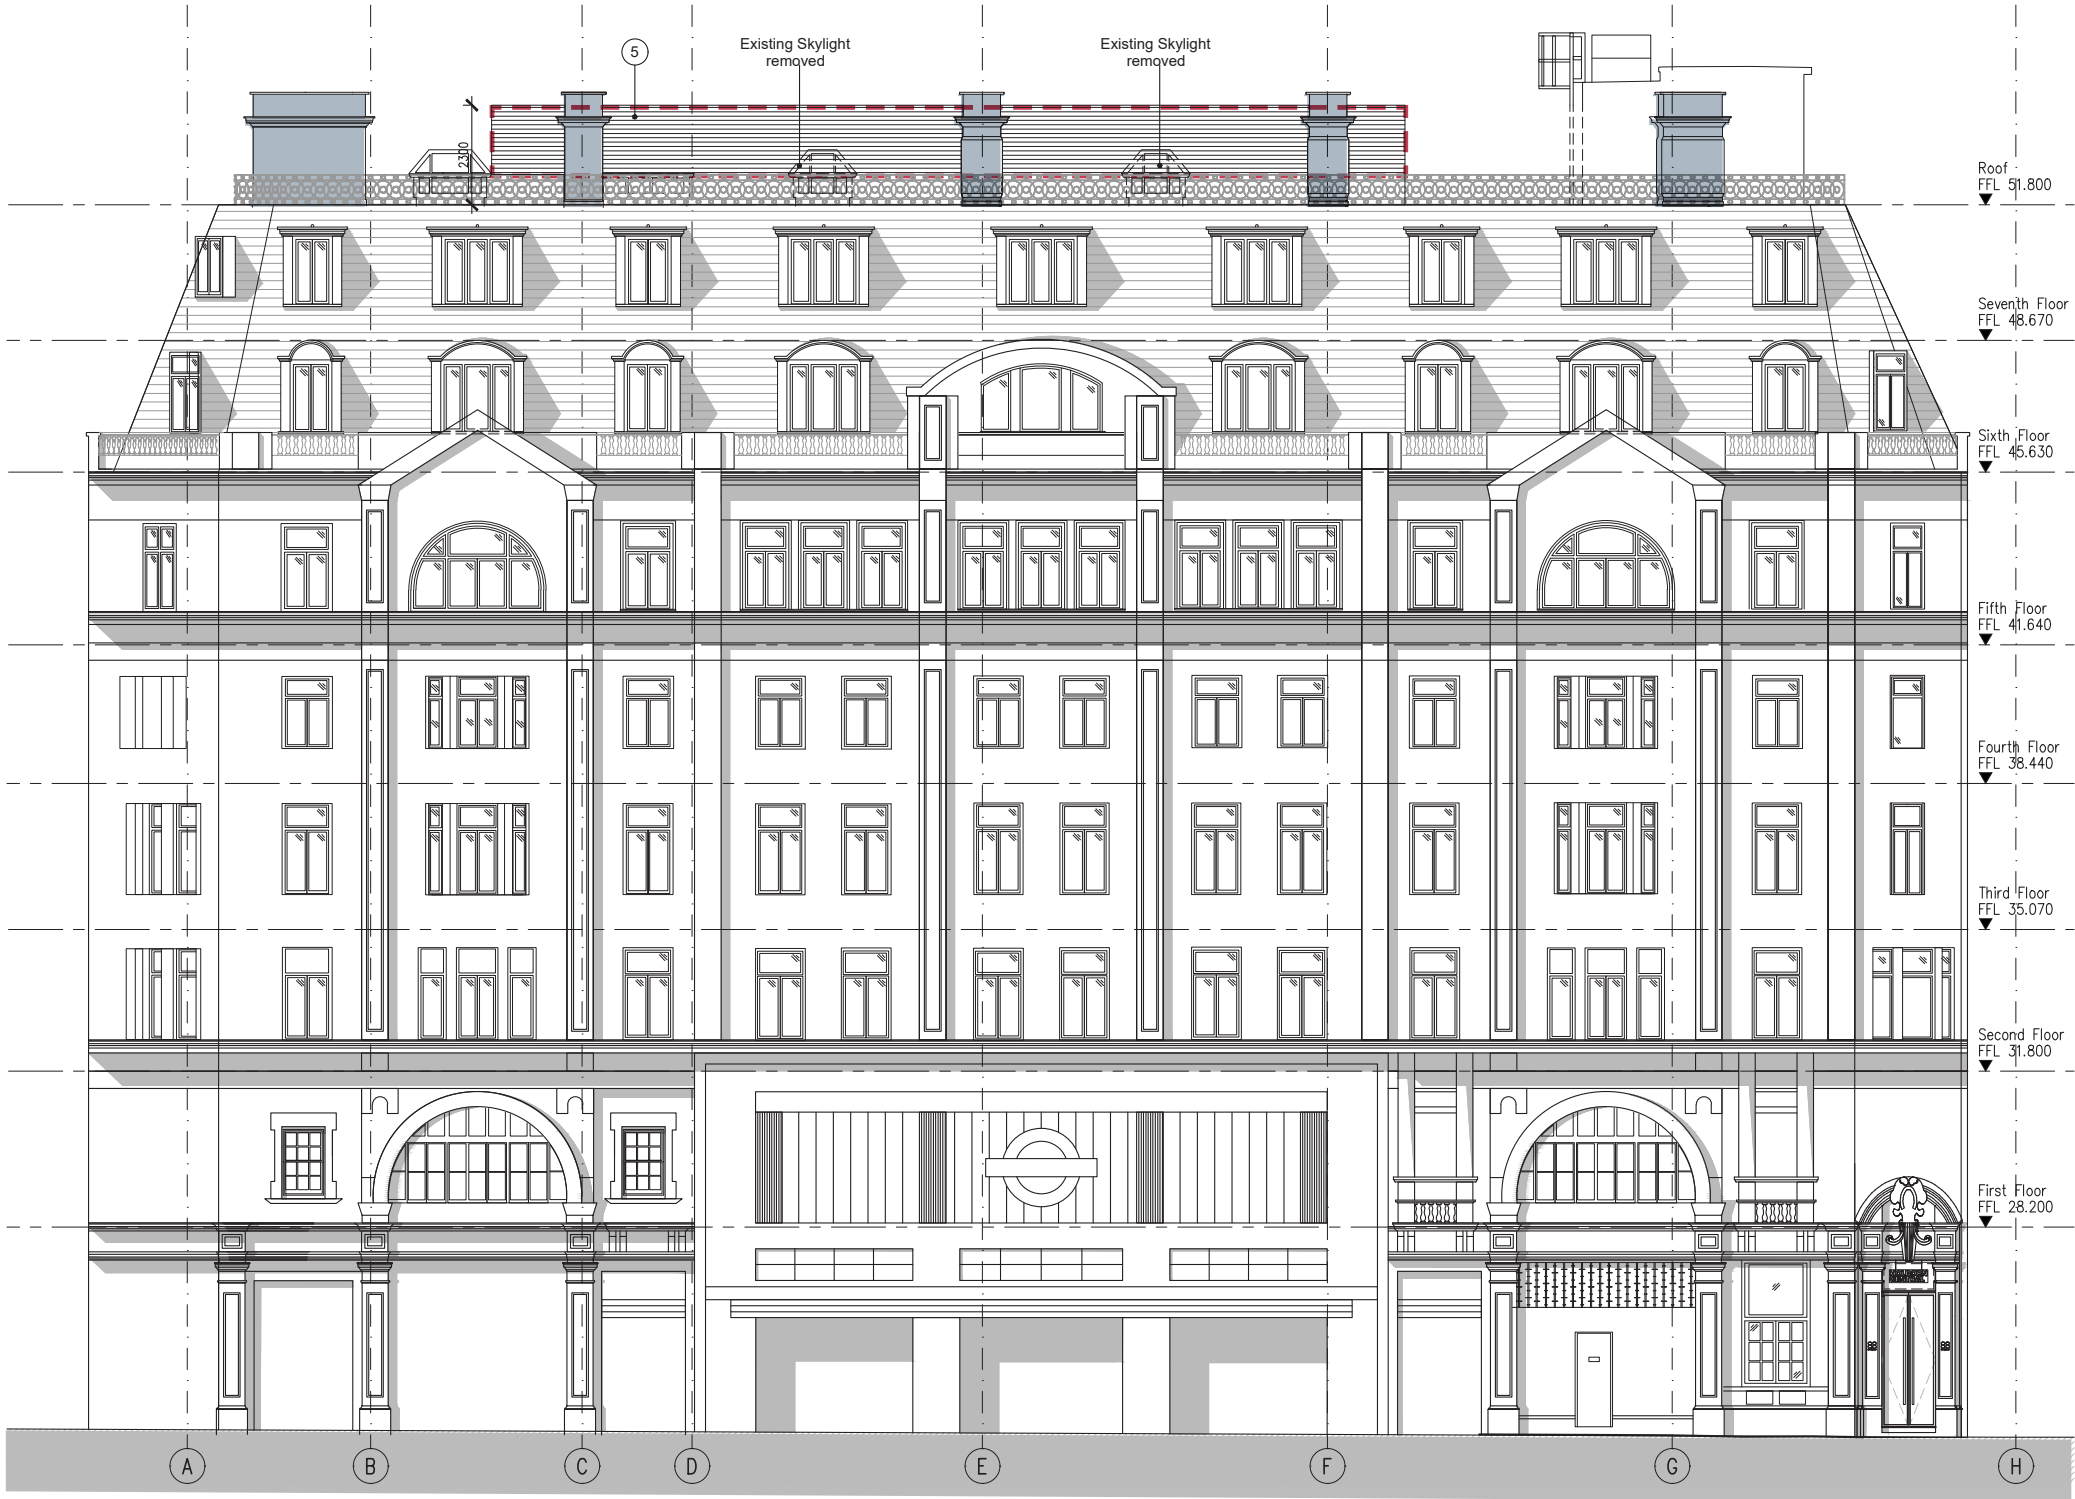 5
Existing Skylight
removed
Existing Skylight
removed
2300
Roof
FFL 51.800
Seventh Floor
FFL 48.670
Sixth Floor
FFL 45.630
Fifth Floor
FFL 41.640
Fourth Floor
FFL 38.440
Third Floor
FFL 35.070
Second Floor
FFL 31.800
First Floor
FFL 28.200
88
88
A
B
C
D
E
F
G
H